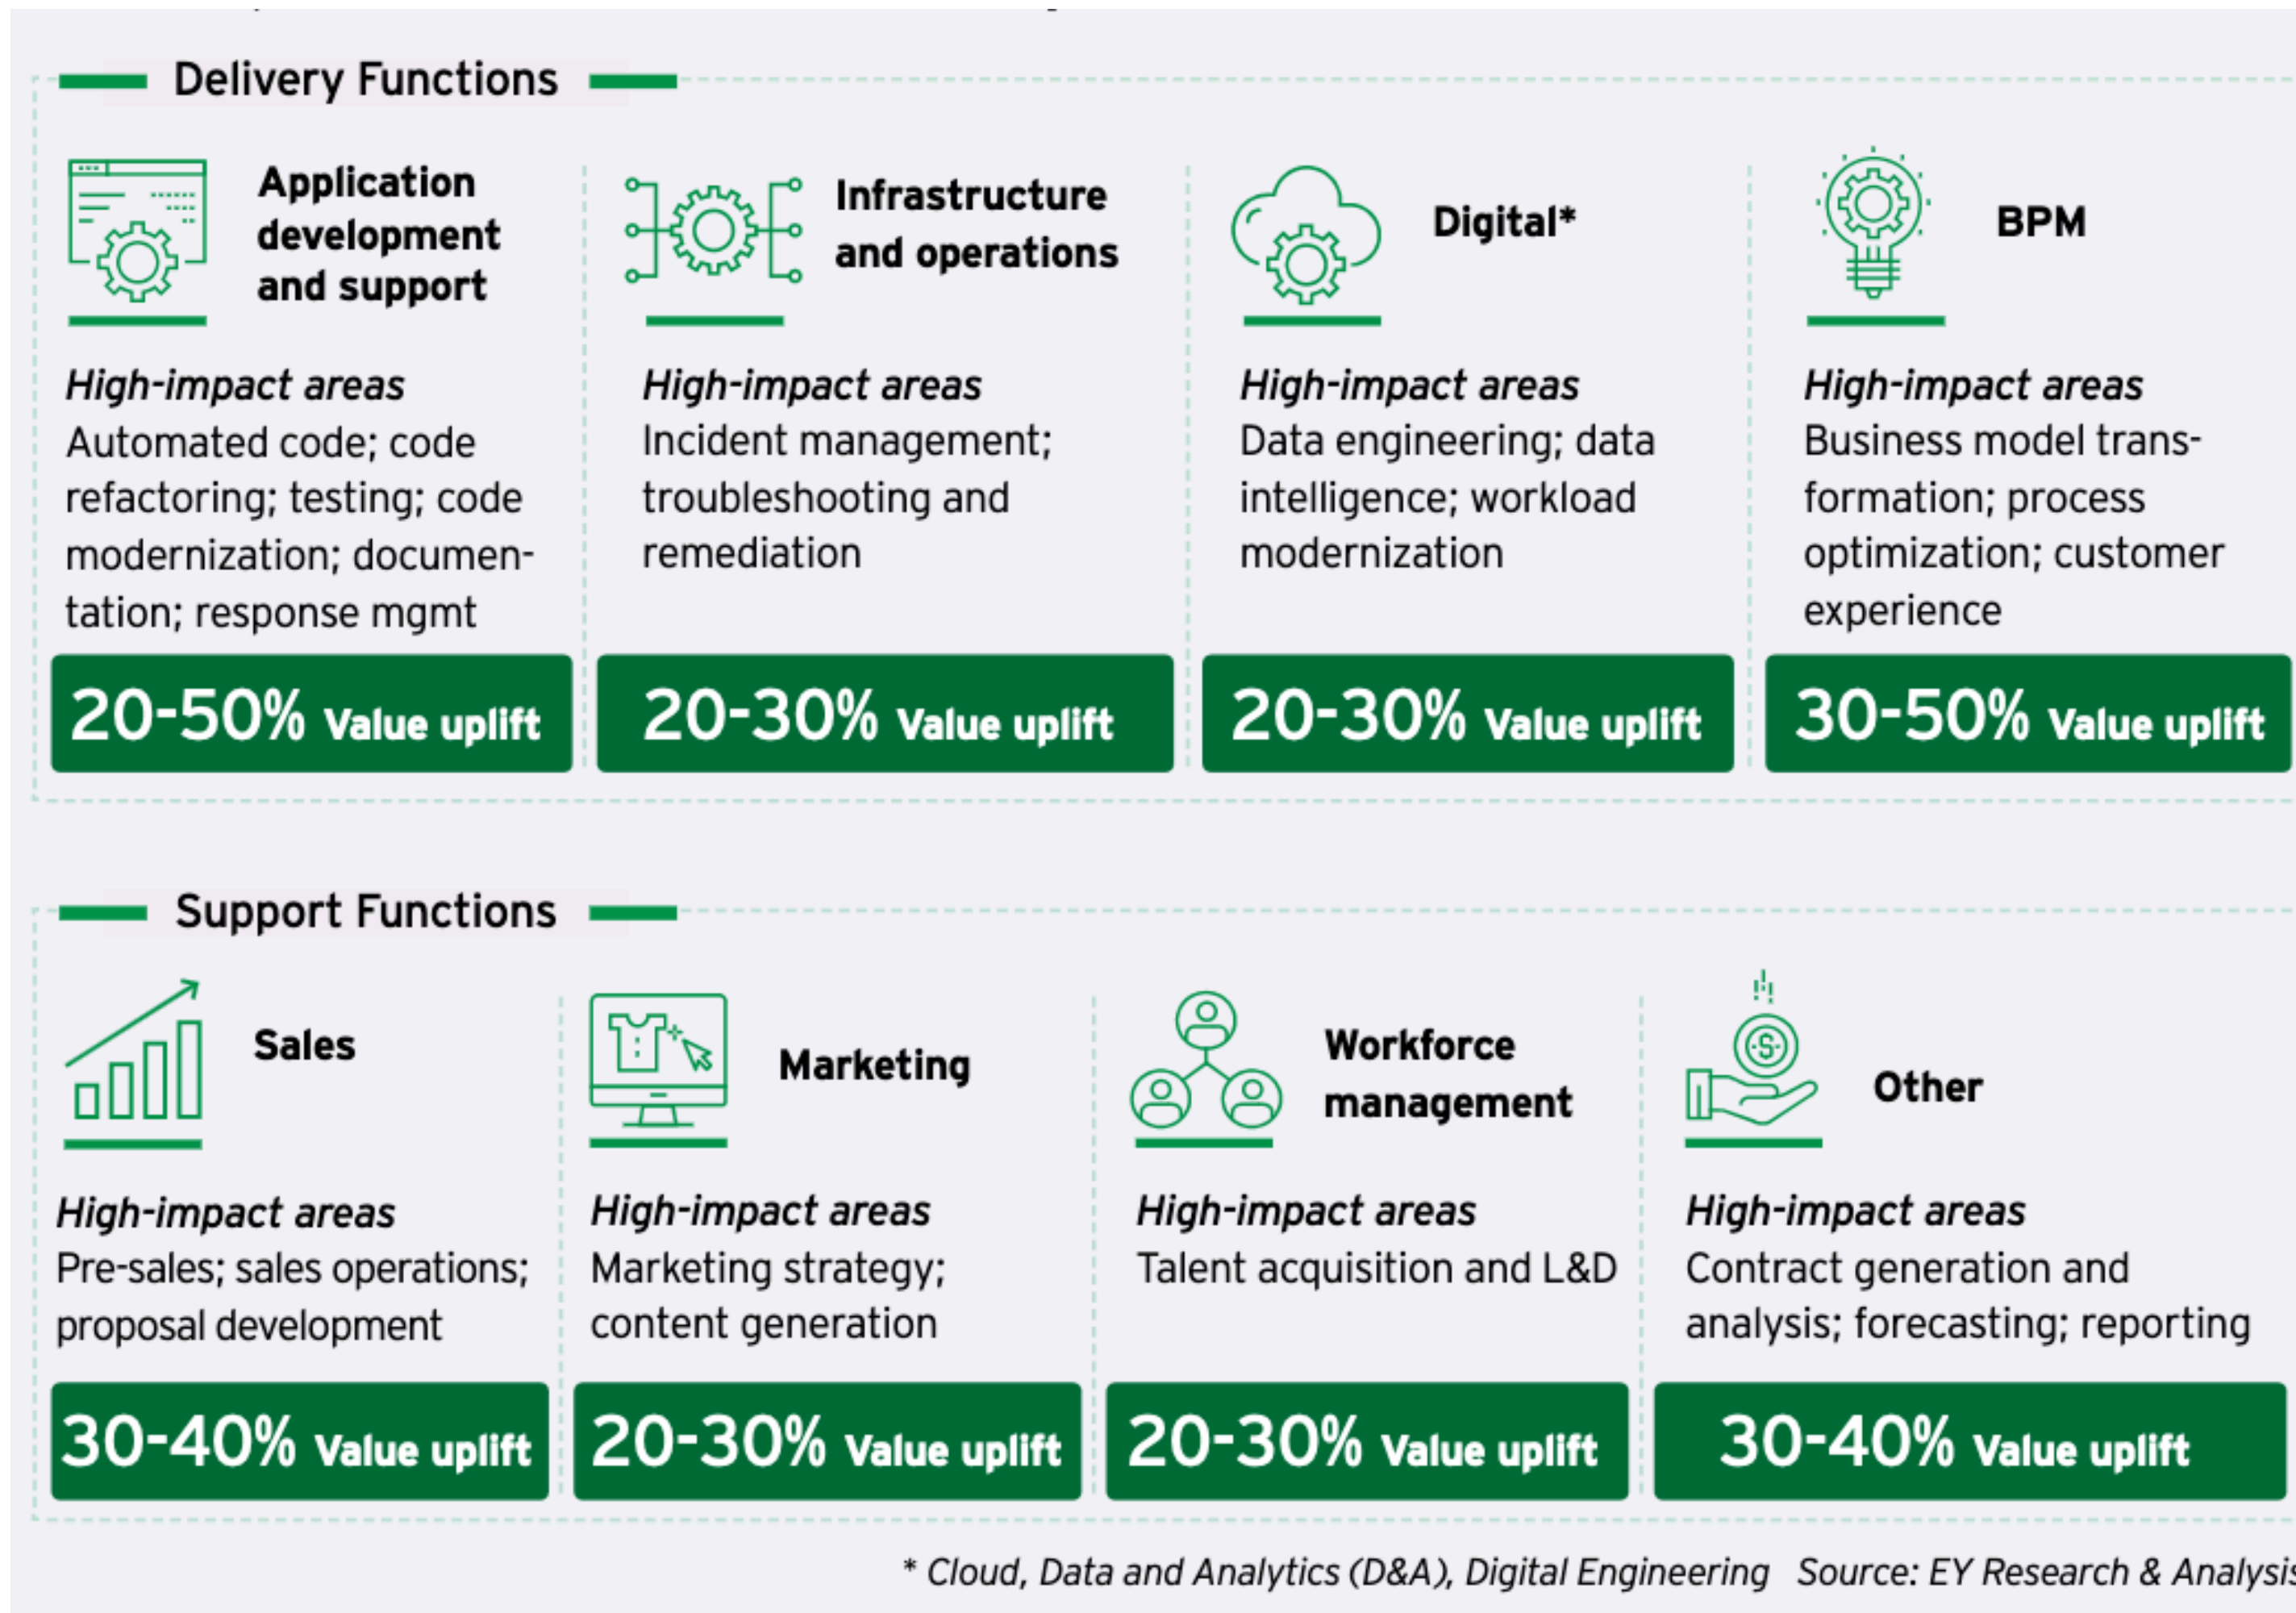 Delivery Functions
Application
development
and support
High-impact areas
Automated code; code
refactoring; testing; code
modernization; documen-
tation; response mgmt
20-50% Value uplift
Infrastructure
and operations
High-impact areas
Incident management;
troubleshooting and
remediation
20-30% Value uplift
Digital*
High-impact areas
Data engineering; data
intelligence; workload
modernization
20-30% Value uplift
BPM
High-impact areas
Business model trans-
formation; process
optimization; customer
experience
30-50% Value uplift
Support Functions
Sales
High-impact areas
Pre-sales; sales operations;
proposal development
30-40% Value uplift
Marketing
High-impact areas
Marketing strategy;
content generation
20-30% Value uplift
Workforce
management
High-impact areas
Talent acquisition and L&D
20-30% Value uplift
Other
High-impact areas
Contract generation and
analysis; forecasting; reporting
30-40% Value uplift
* Cloud, Data and Analytics (D&A), Digital Engineering Source: EY Research & Analysis